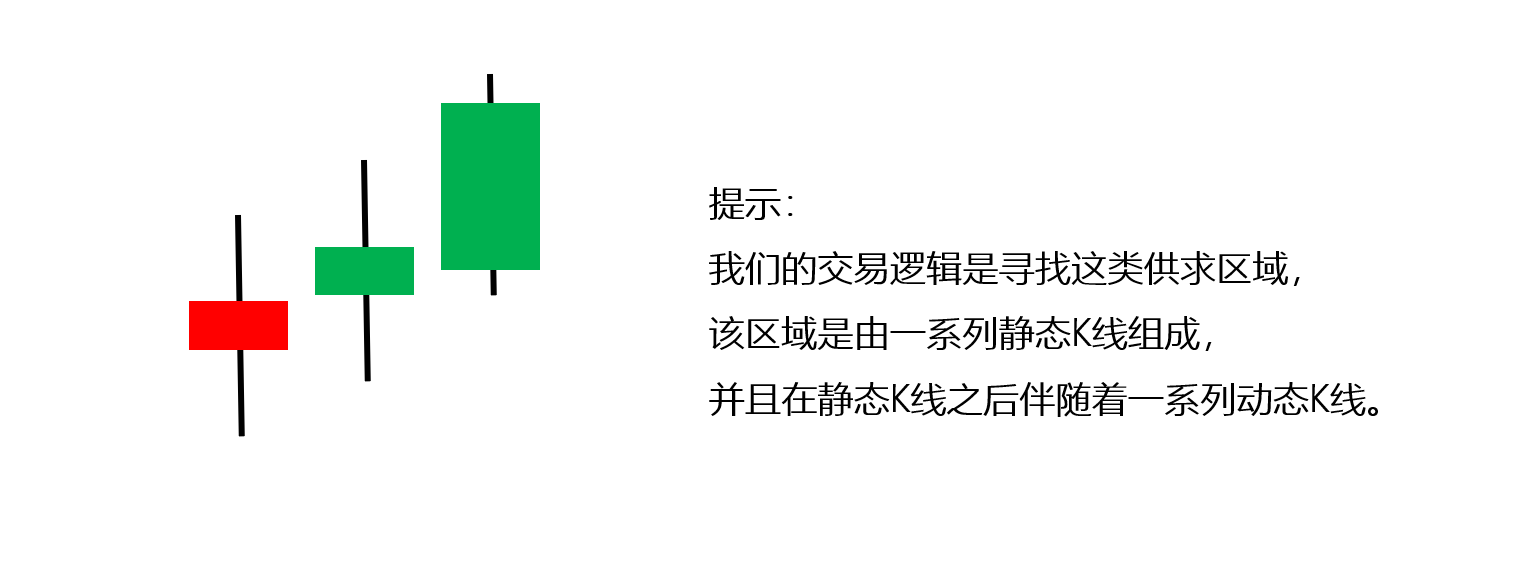 提示：
我们的交易逻辑是寻找这类供求区域，
该区域是由一系列静态K线组成，
并且在静态K线之后伴随着一系列动态K线。